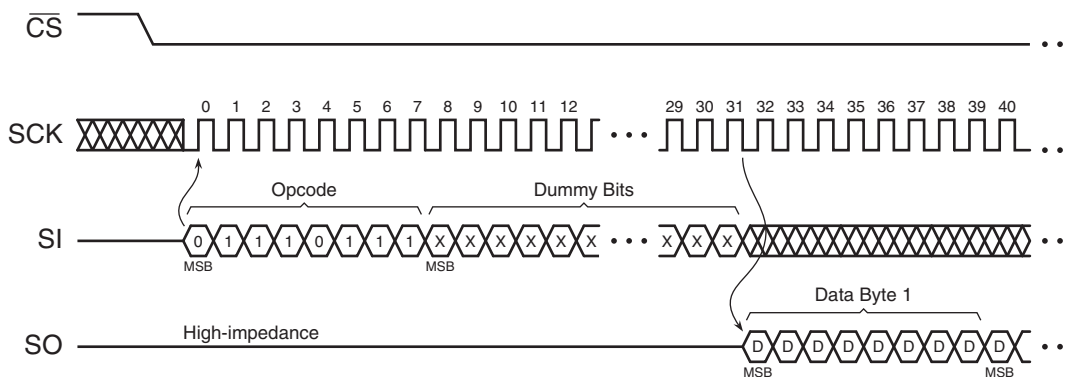 CS
0 1 2 3 4 5 6 7 8 9 10 11 12 29 30 31 32 33 34 35 36 37 38 39 40
SCK
Opcode Dummy Bits
SI 0 1 1 1 0 1 1 1 X X X X X X X X X
MSB MSB
Data Byte 1
High-impedance
SO D D D D D D D D D
MSB MSB